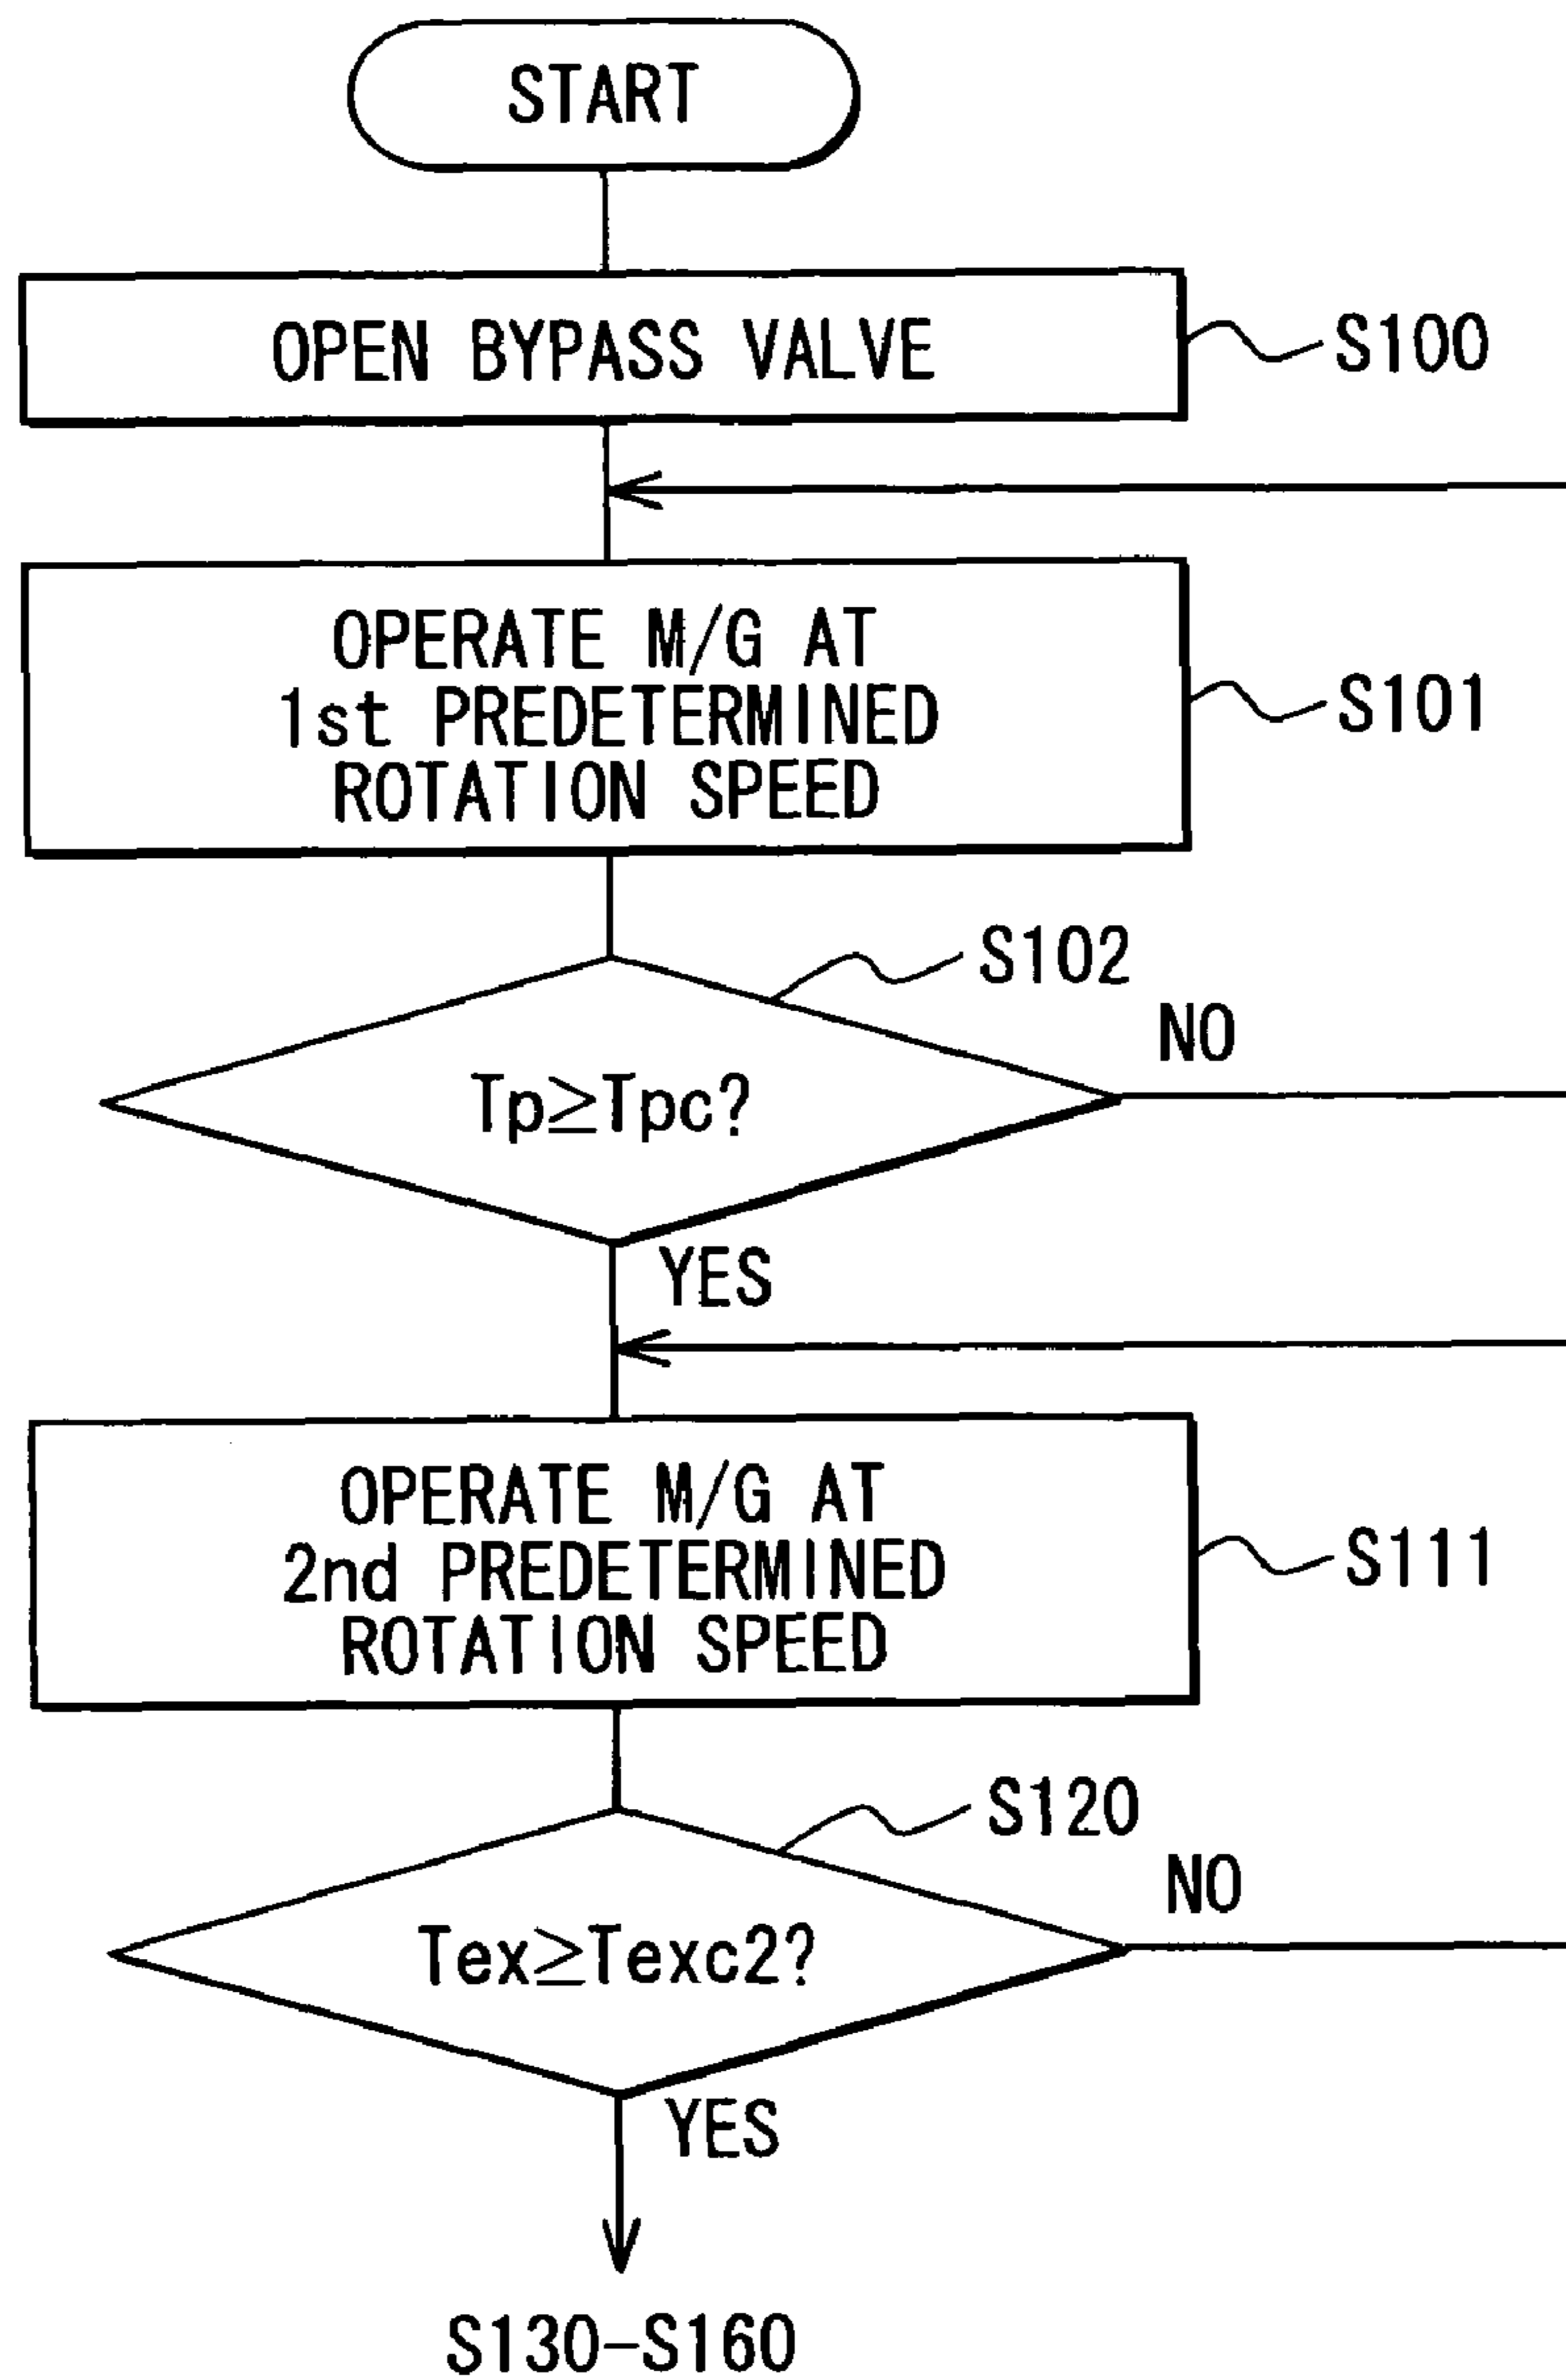 START
OPEN BYPASS VALVE
S100
OPERATE M/G AT
1st PREDETERMINED
ROTATION SPEED
S101
S102
NO
Tp≥Tpc?
YES
OPERATE M/G AT
2nd PREDETERMINED
ROTATION SPEED
S111
S120
NO
Tex≥Texc2?
YES
S130-S160